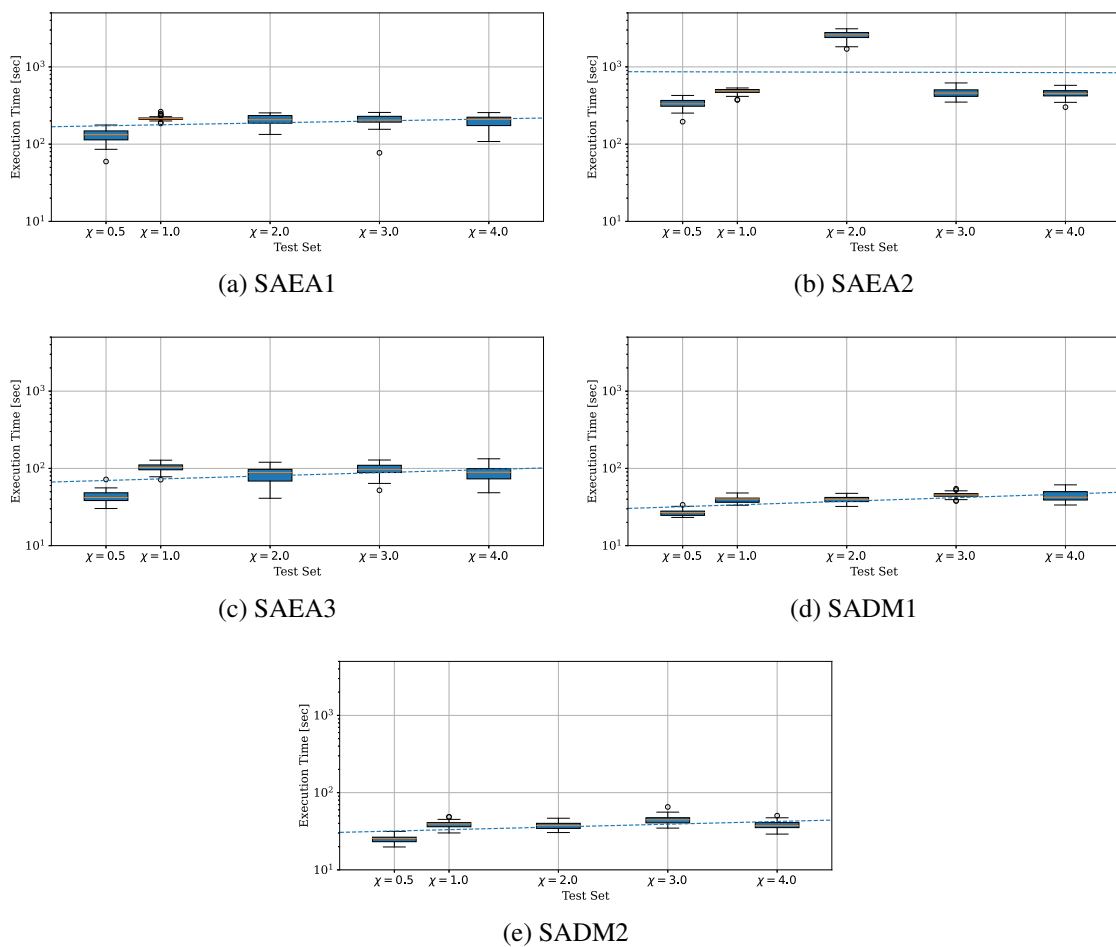 10³
10²
10¹
Execution Time [sec]
χ = 0.5 χ = 1.0 χ = 2.0 χ = 3.0 χ = 4.0
Test Set
(a) SAEA1
10³
10²
10¹
Execution Time [sec]
χ = 0.5 χ = 1.0 χ = 2.0 χ = 3.0 χ = 4.0
Test Set
(b) SAEA2
10³
10²
10¹
Execution Time [sec]
χ = 0.5 χ = 1.0 χ = 2.0 χ = 3.0 χ = 4.0
Test Set
(c) SAEA3
10³
10²
10¹
Execution Time [sec]
χ = 0.5 χ = 1.0 χ = 2.0 χ = 3.0 χ = 4.0
Test Set
(d) SADM1
10³
10²
10¹
Execution Time [sec]
χ = 0.5 χ = 1.0 χ = 2.0 χ = 3.0 χ = 4.0
Test Set
(e) SADM2